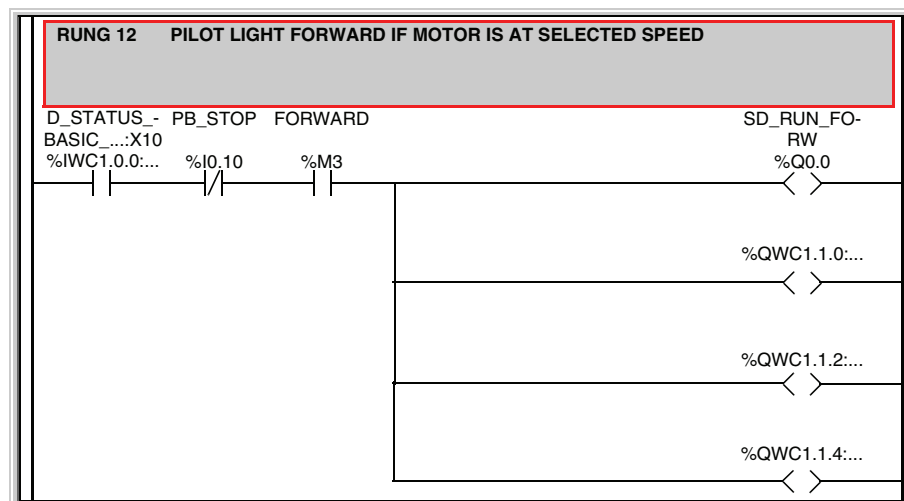 RUNG 12 PILOT LIGHT FORWARD IF MOTOR IS AT SELECTED SPEED
D_STATUS_-
BASIC_...:X10
%IWC1.0.0:...
PB_STOP
%I0.10
FORWARD
%M3
SD_RUN_FO-
RW
%Q0.0
%QWC1.1.0:...
%QWC1.1.2:...
%QWC1.1.4:...